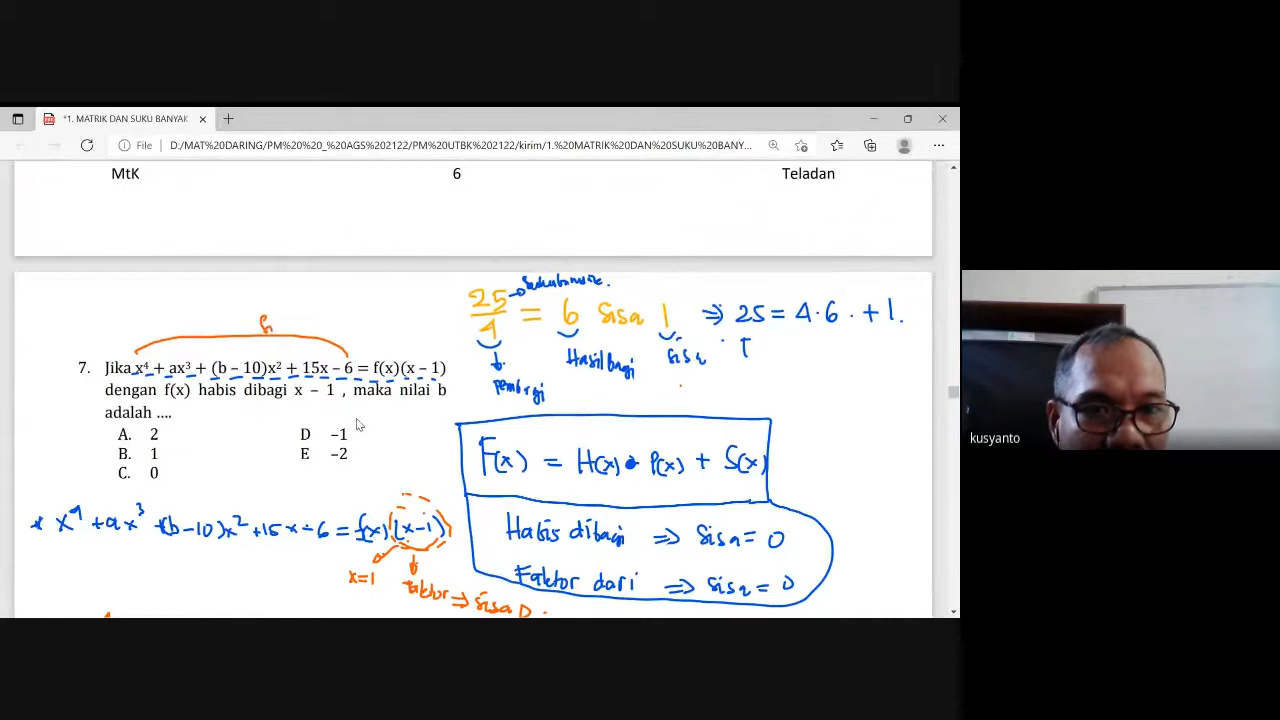 *1. MATRIK DAN SUKU BANYAK
File D:/MAT%20DARING/PM%20%20_%20AGS%202122/PM%20UTBK%202122/kirim/1.%20MATRIK%20DAN%20SUKU%20BANY...
MtK 6 Teladan
25/4 = 6 sisa 1 ⇒ 25 = 4 · 6 · + 1.
Hasil bagi sisa
7. Jika x⁴ + ax³ + (b – 10)x² + 15x – 6 = f(x)(x – 1)
dengan f(x) habis dibagi x – 1 , maka nilai b
adalah ....
A. 2 D –1
B. 1 E –2
C. 0
F(x) = H(x) · P(x) + S(x)
x⁴ + ax³ + (b-10)x² + 15x - 6 = f(x) (x-1)
x=1
faktor ⇒ sisa 0
Habis dibagi ⇒ sisa = 0
Faktor dari ⇒ sisa = 0
kusyanto